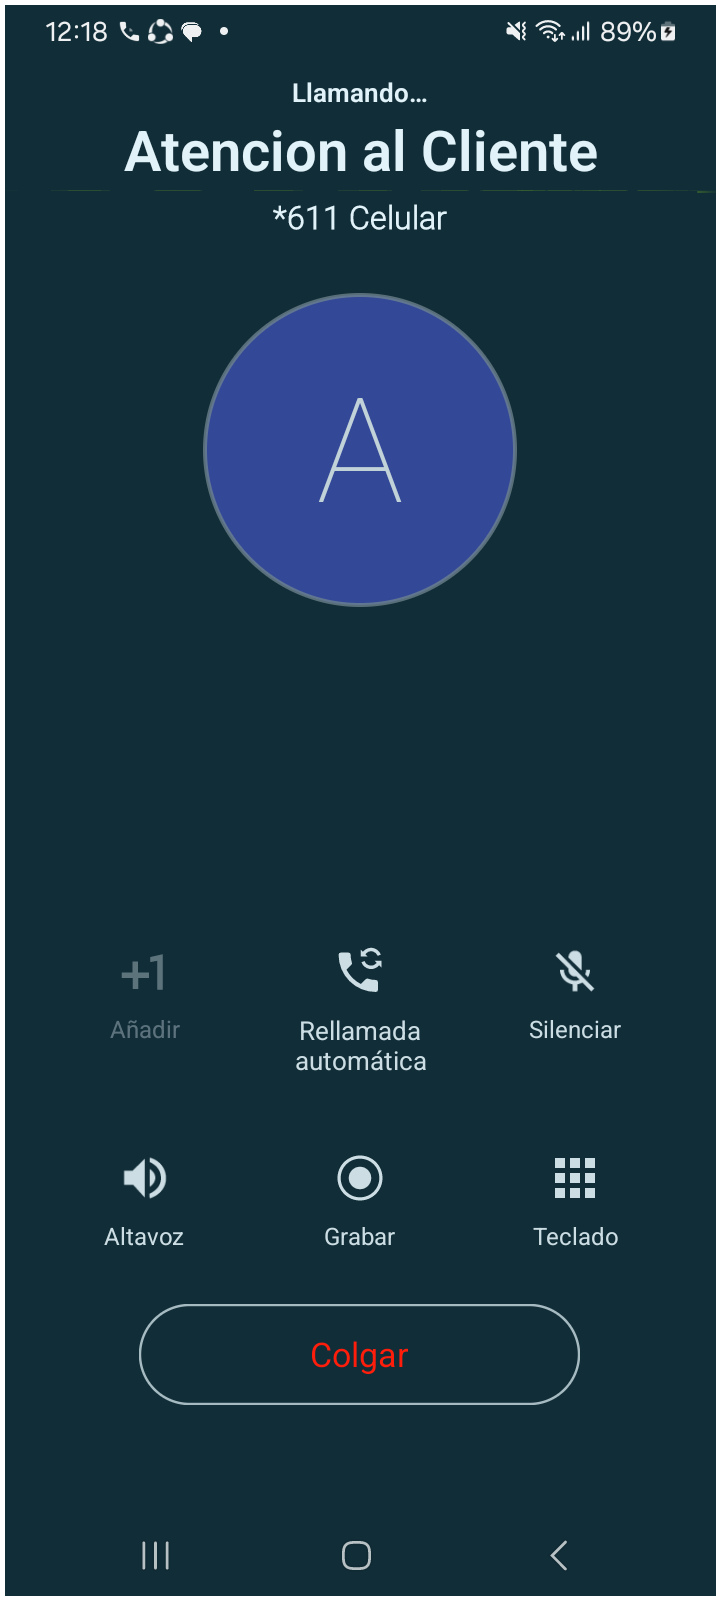 12:18
89%
Llamando...
Atencion al Cliente
*611 Celular
A
+1
Añadir
Rellamada
automática
Silenciar
Altavoz
Grabar
Teclado
Colgar